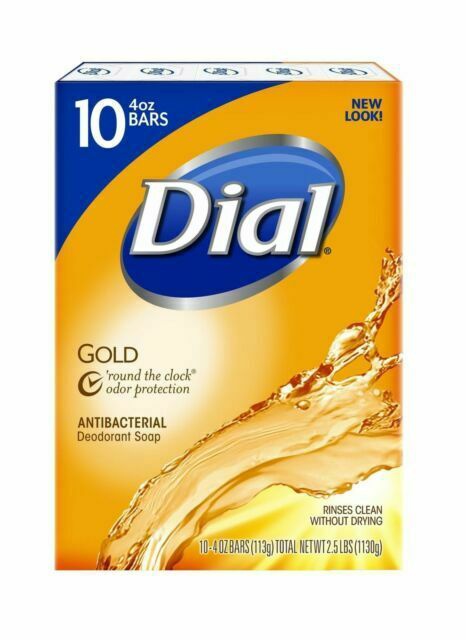 10 4oz
BARS
NEW
LOOK!
Dial®
GOLD
'round the clock®
odor protection
ANTIBACTERIAL
Deodorant Soap
RINSES CLEAN
WITHOUT DRYING
10-4 OZ BARS (113g) TOTAL NET WT 2.5 LBS (1130g)